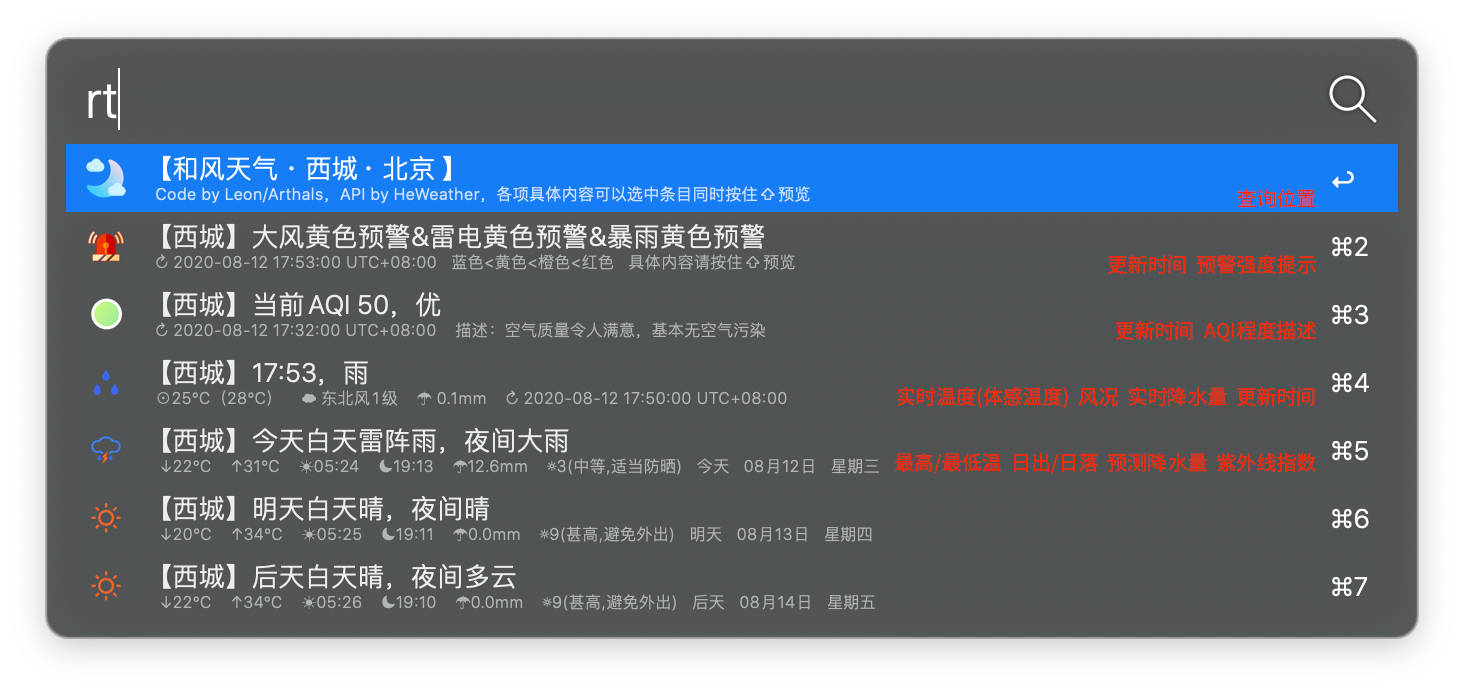 rt
【和风天气 · 西城 · 北京 】
Code by Leon/Arthals，API by HeWeather，各项具体内容可以选中条目同时按住⇧预览
查询位置
↩
【西城】大风黄色预警&雷电黄色预警&暴雨黄色预警
↻ 2020-08-12 17:53:00 UTC+08:00 蓝色<黄色<橙色<红色 具体内容请按住⇧预览
更新时间 预警强度提示
⌘2
【西城】当前 AQI 50，优
↻ 2020-08-12 17:32:00 UTC+08:00 描述：空气质量令人满意，基本无空气污染
更新时间 AQI程度描述
⌘3
【西城】17:53，雨
⊙25°C（28°C） ☁东北风1级 ☂ 0.1mm ↻ 2020-08-12 17:50:00 UTC+08:00
实时温度(体感温度) 风况 实时降水量 更新时间
⌘4
【西城】今天白天雷阵雨，夜间大雨
↓22°C ↑31°C ☀05:24 ☾19:13 ☂12.6mm ☼3(中等,适当防晒) 今天 08月12日 星期三
最高/最低温 日出/日落 预测降水量 紫外线指数
⌘5
【西城】明天白天晴，夜间晴
↓20°C ↑34°C ☀05:25 ☾19:11 ☂0.0mm ☼9(甚高,避免外出) 明天 08月13日 星期四
⌘6
【西城】后天白天晴，夜间多云
↓22°C ↑34°C ☀05:26 ☾19:10 ☂0.0mm ☼9(甚高,避免外出) 后天 08月14日 星期五
⌘7